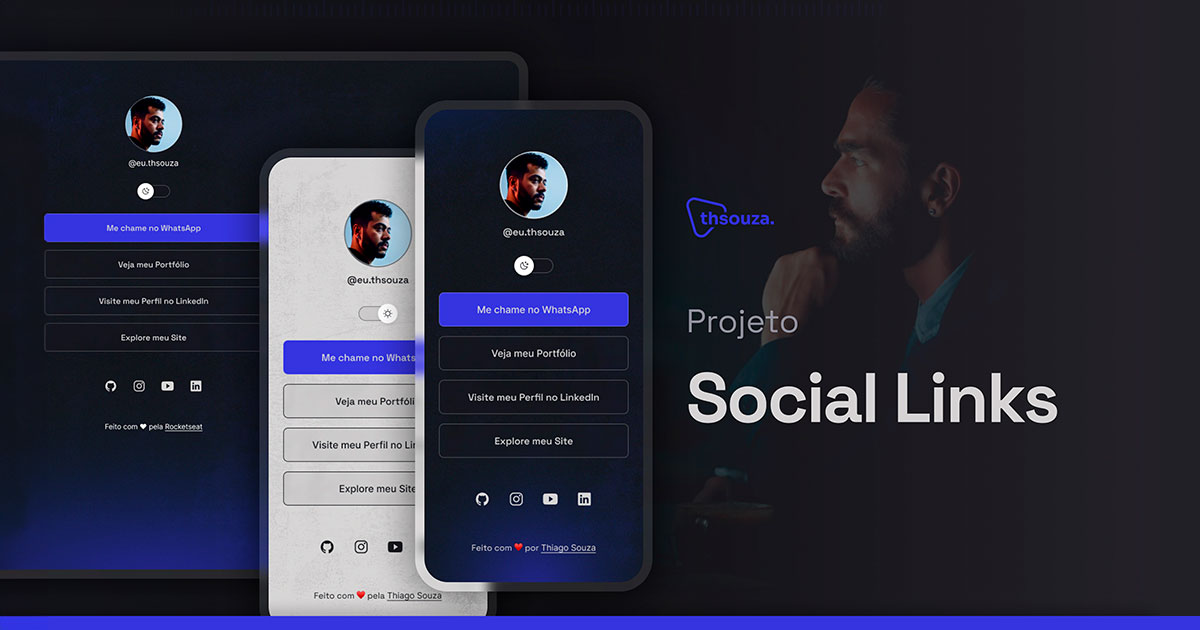 @eu.thsouza
Me chame no WhatsApp
Veja meu Portfólio
Visite meu Perfil no LinkedIn
Explore meu Site
Feito com ♥ pela Rocketseat
@eu.thsouza
Me chame no Whats
Veja meu Portfóli
Visite meu Perfil no Lin
Explore meu Site
Feito com ❤️ pela Thiago Souza
@eu.thsouza
Me chame no WhatsApp
Veja meu Portfólio
Visite meu Perfil no LinkedIn
Explore meu Site
Feito com ❤️ por Thiago Souza
thsouza.
Projeto
Social Links